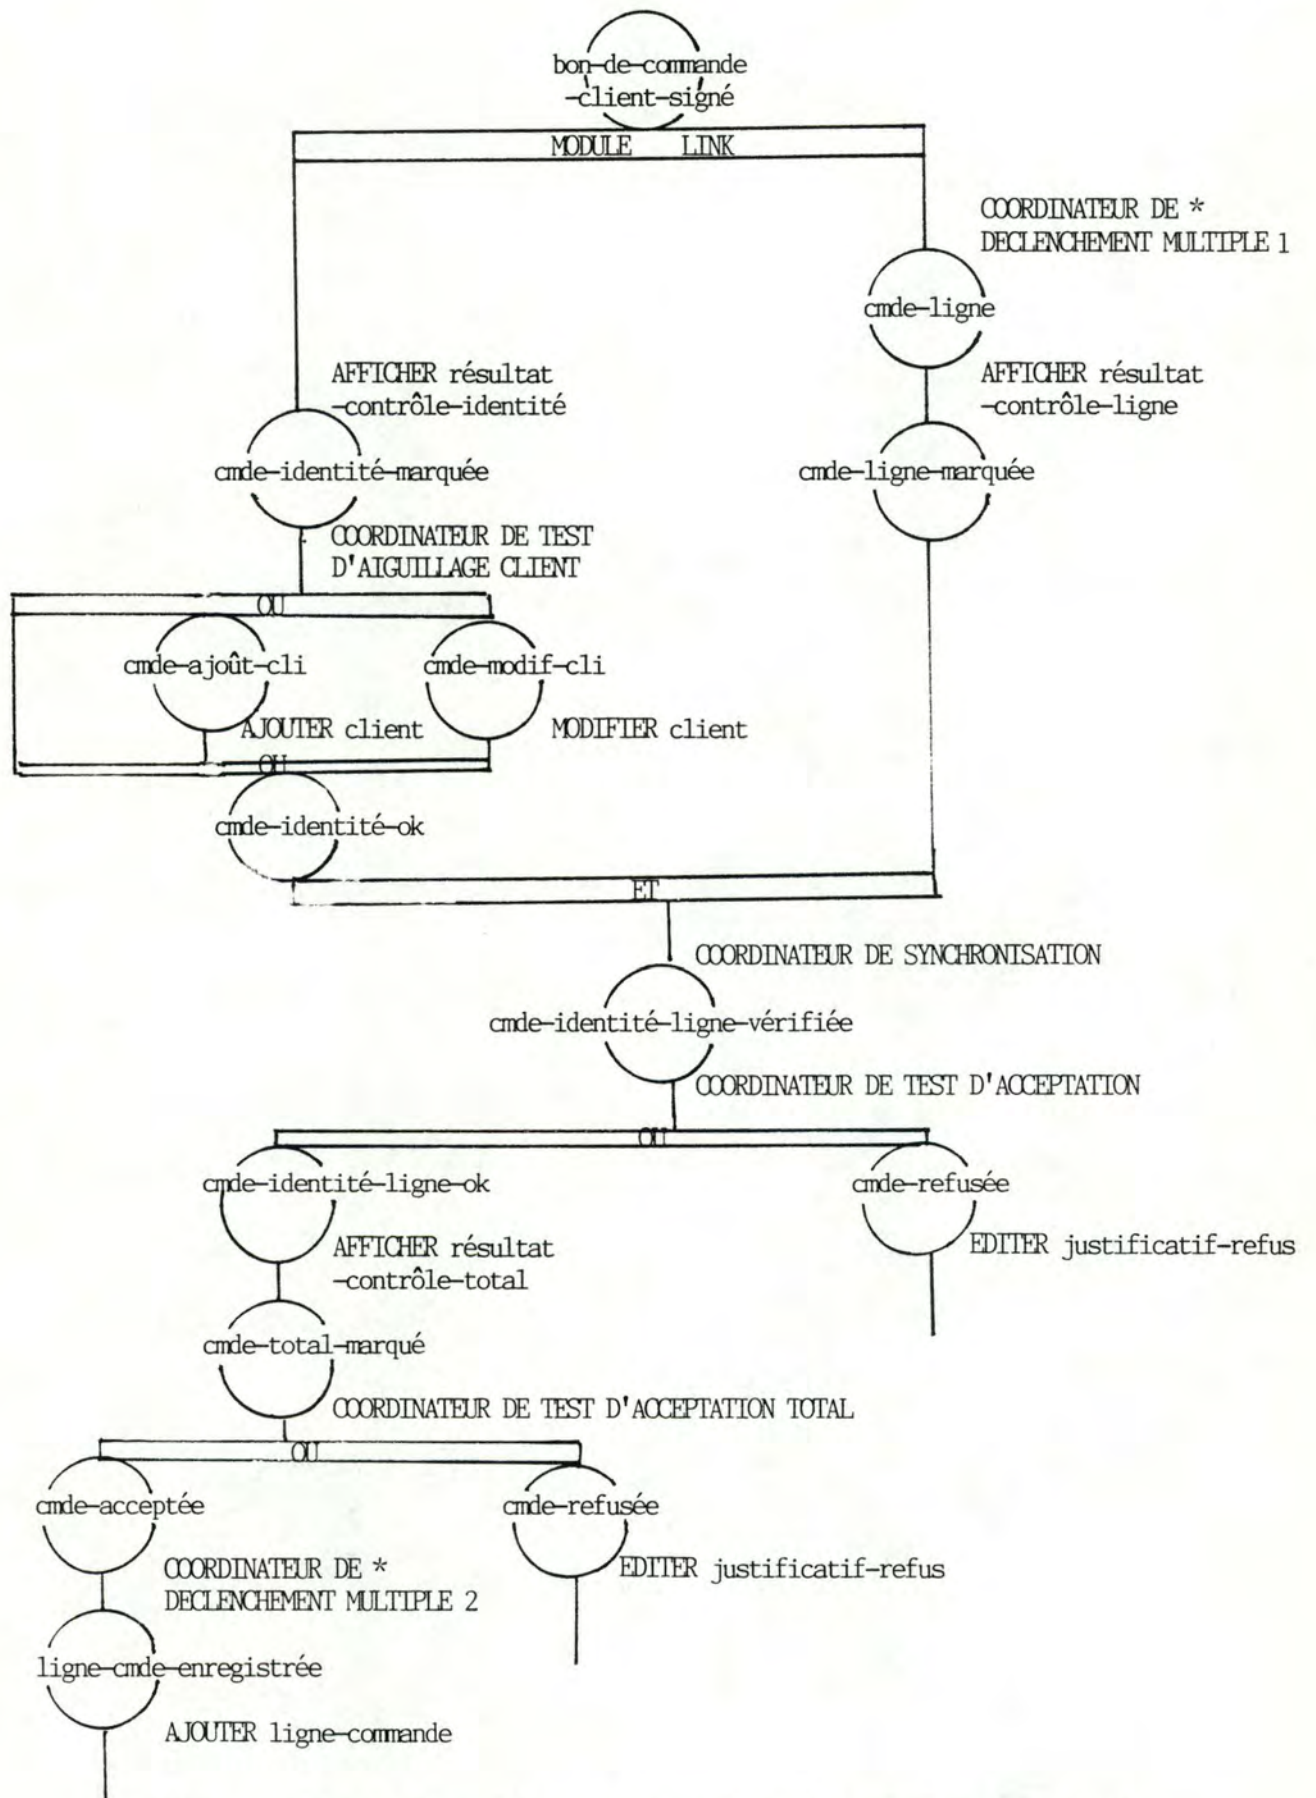 bon-de-commande
-client-signé
MODULE LINK
COORDINATEUR DE *
DECLENCHEMENT MULTIPLE 1
cmde-ligne
AFFICHER résultat
-contrôle-identité
AFFICHER résultat
-contrôle-ligne
cmde-identité-marquée
cmde-ligne-marquée
COORDINATEUR DE TEST
D'AIGUILLAGE CLIENT
OU
cmde-ajoût-cli
cmde-modif-cli
AJOUTER client
MODIFIER client
OU
cmde-identité-ok
ET
COORDINATEUR DE SYNCHRONISATION
cmde-identité-ligne-vérifiée
COORDINATEUR DE TEST D'ACCEPTATION
OU
cmde-identité-ligne-ok
cmde-refusée
AFFICHER résultat
-contrôle-total
EDITER justificatif-refus
cmde-total-marqué
COORDINATEUR DE TEST D'ACCEPTATION TOTAL
OU
cmde-acceptée
cmde-refusée
COORDINATEUR DE *
DECLENCHEMENT MULTIPLE 2
EDITER justificatif-refus
ligne-cmde-enregistrée
AJOUTER ligne-commande